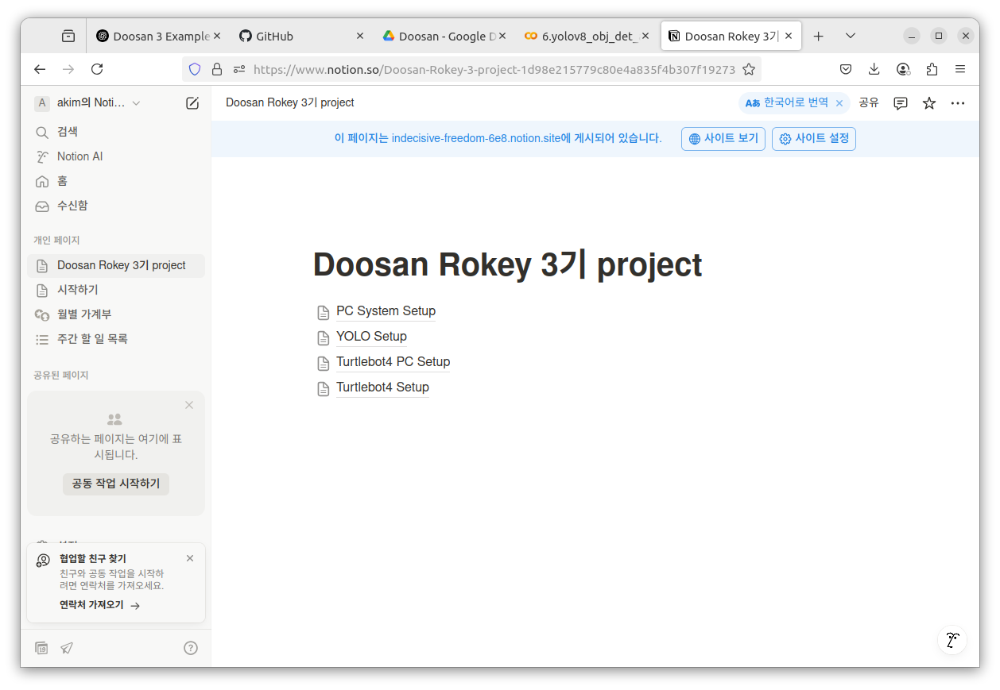 Doosan 3 Example
GitHub
Doosan - Google D
6.yolov8_obj_det_
Doosan Rokey 3기
https://www.notion.so/Doosan-Rokey-3-project-1d98e215779c80e4a835f4b307f19273
A akim의 Noti…
Doosan Rokey 3기 project
Aあ 한국어로 번역
공유
이 페이지는 indecisive-freedom-6e8.notion.site에 게시되어 있습니다.
사이트 보기
사이트 설정
검색
Notion AI
홈
수신함
개인 페이지
Doosan Rokey 3기 project
시작하기
월별 가계부
주간 할 일 목록
공유된 페이지
공유하는 페이지는 여기에 표
시됩니다.
공동 작업 시작하기
협업할 친구 찾기
친구와 공동 작업을 시작하
려면 연락처를 가져오세요.
연락처 가져오기 →
19
Doosan Rokey 3기 project
PC System Setup
YOLO Setup
Turtlebot4 PC Setup
Turtlebot4 Setup